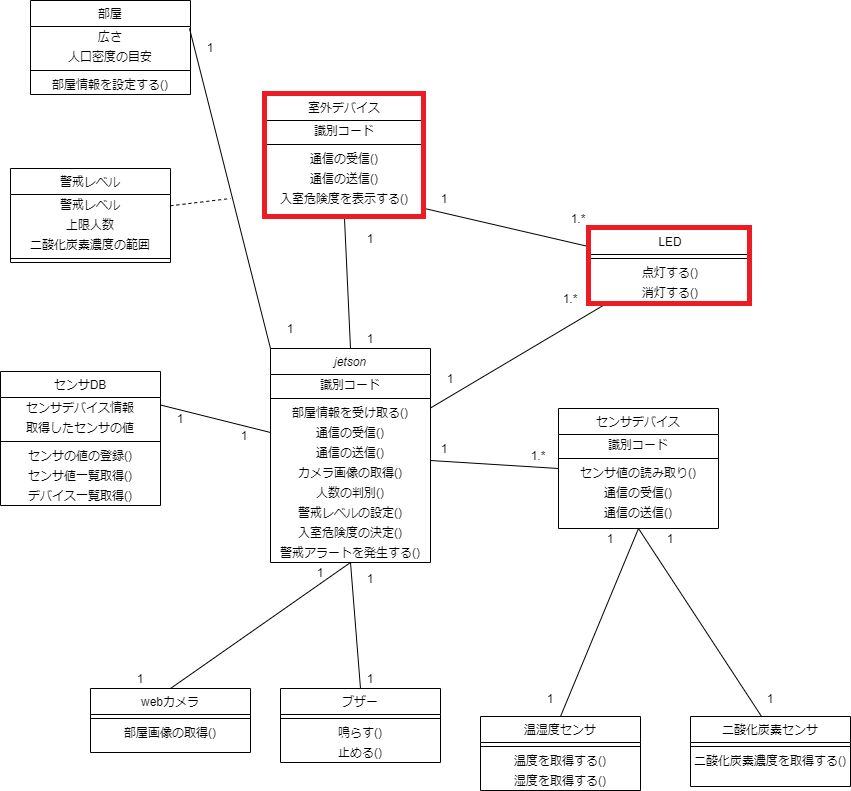 部屋
広さ
人口密度の目安
部屋情報を設定する()
1
室外デバイス
識別コード
通信の受信()
通信の送信()
入室危険度を表示する()
警戒レベル
警戒レベル
上限人数
二酸化炭素濃度の範囲
1
1.*
LED
点灯する()
消灯する()
1
1.*
1
1
1
jetson
識別コード
部屋情報を受け取る()
通信の受信()
通信の送信()
カメラ画像の取得()
人数の判別()
警戒レベルの設定()
入室危険度の決定()
警戒アラートを発生する()
センサDB
センサデバイス情報
取得したセンサの値
センサの値の登録()
センサ値一覧取得()
デバイス一覧取得()
1
1
1
1.*
センサデバイス
識別コード
センサ値の読み取り()
通信の受信()
通信の送信()
1
1
1
1
1
1
webカメラ
部屋画像の取得()
ブザー
鳴らす()
止める()
1
1
温湿度センサ
温度を取得する()
湿度を取得する()
二酸化炭素センサ
二酸化炭素濃度を取得する()